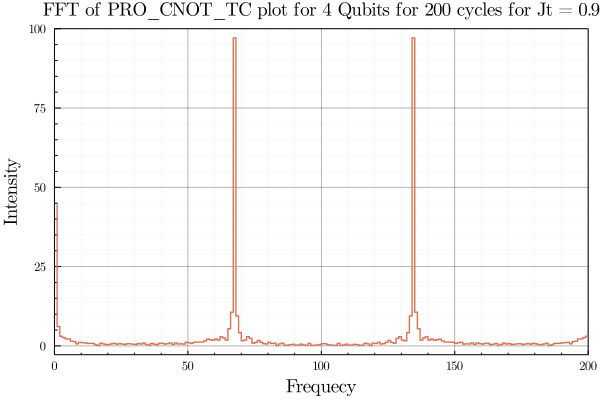 FFT of PRO_CNOT_TC plot for 4 Qubits for 200 cycles for Jt = 0.9
100
75
50
25
0
Intensity
0 50 100 150 200
Frequecy